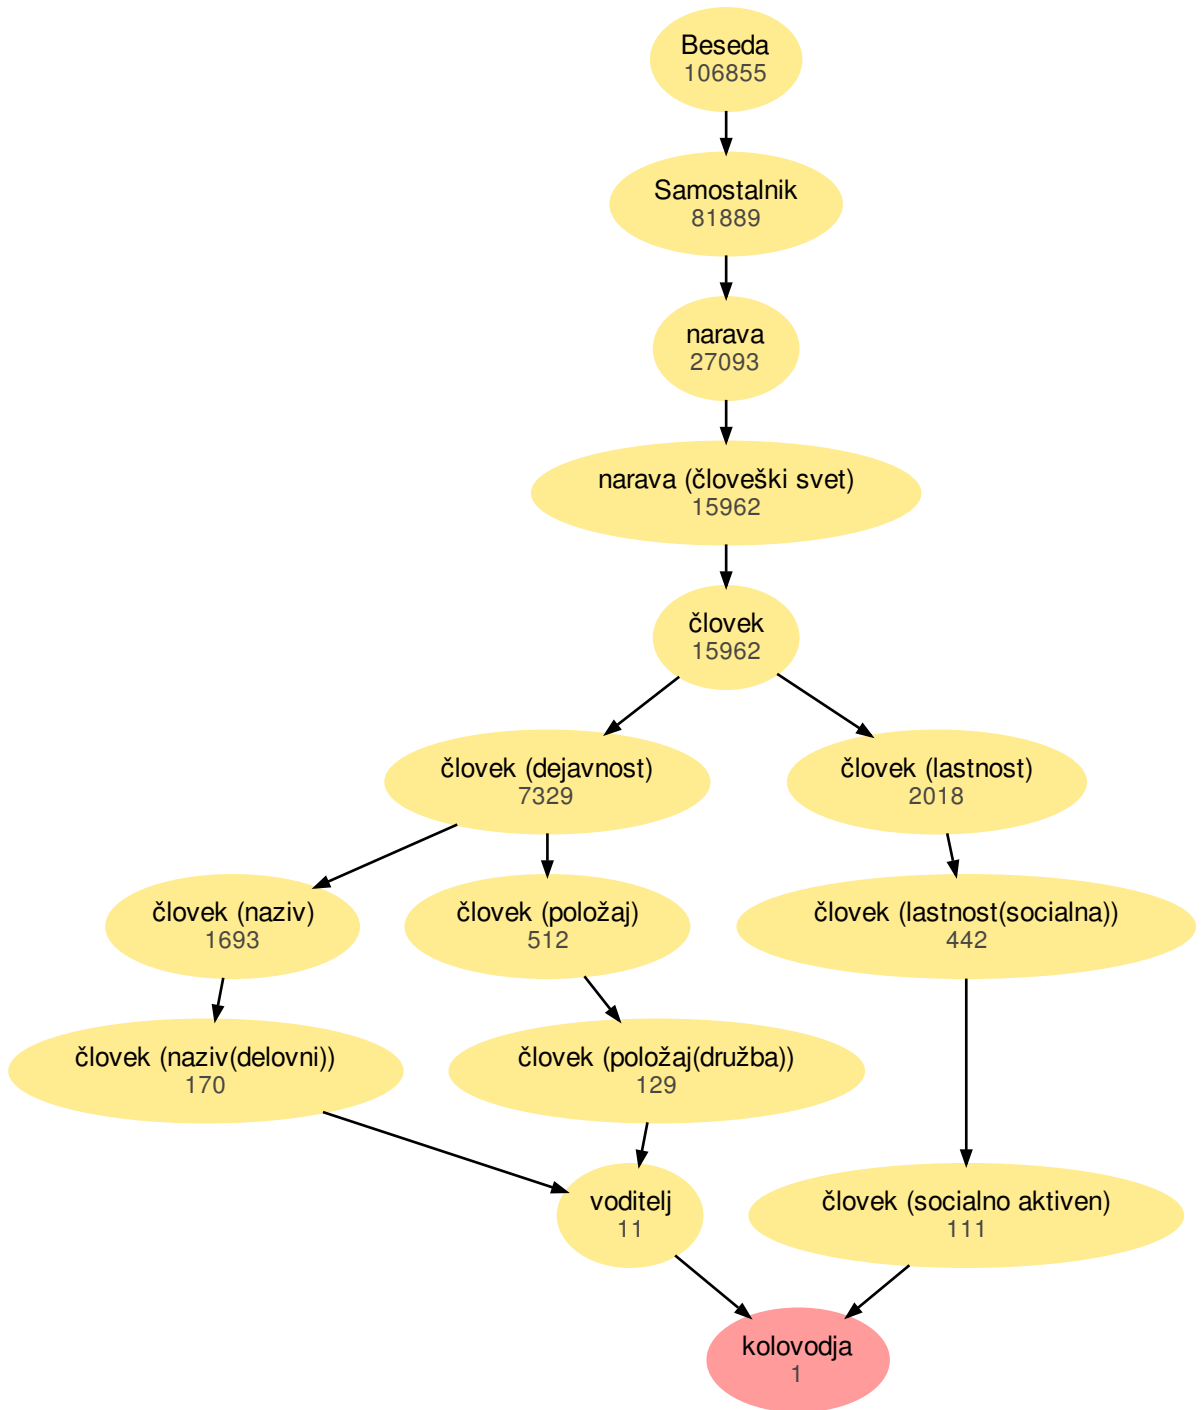 Beseda
106855
Samostalnik
81889
narava
27093
narava (človeški svet)
15962
človek
15962
človek (dejavnost)
7329
človek (lastnost)
2018
človek (naziv)
1693
človek (položaj)
512
človek (lastnost(socialna))
442
človek (naziv(delovni))
170
človek (položaj(družba))
129
voditelj
11
človek (socialno aktiven)
111
kolovodja
1